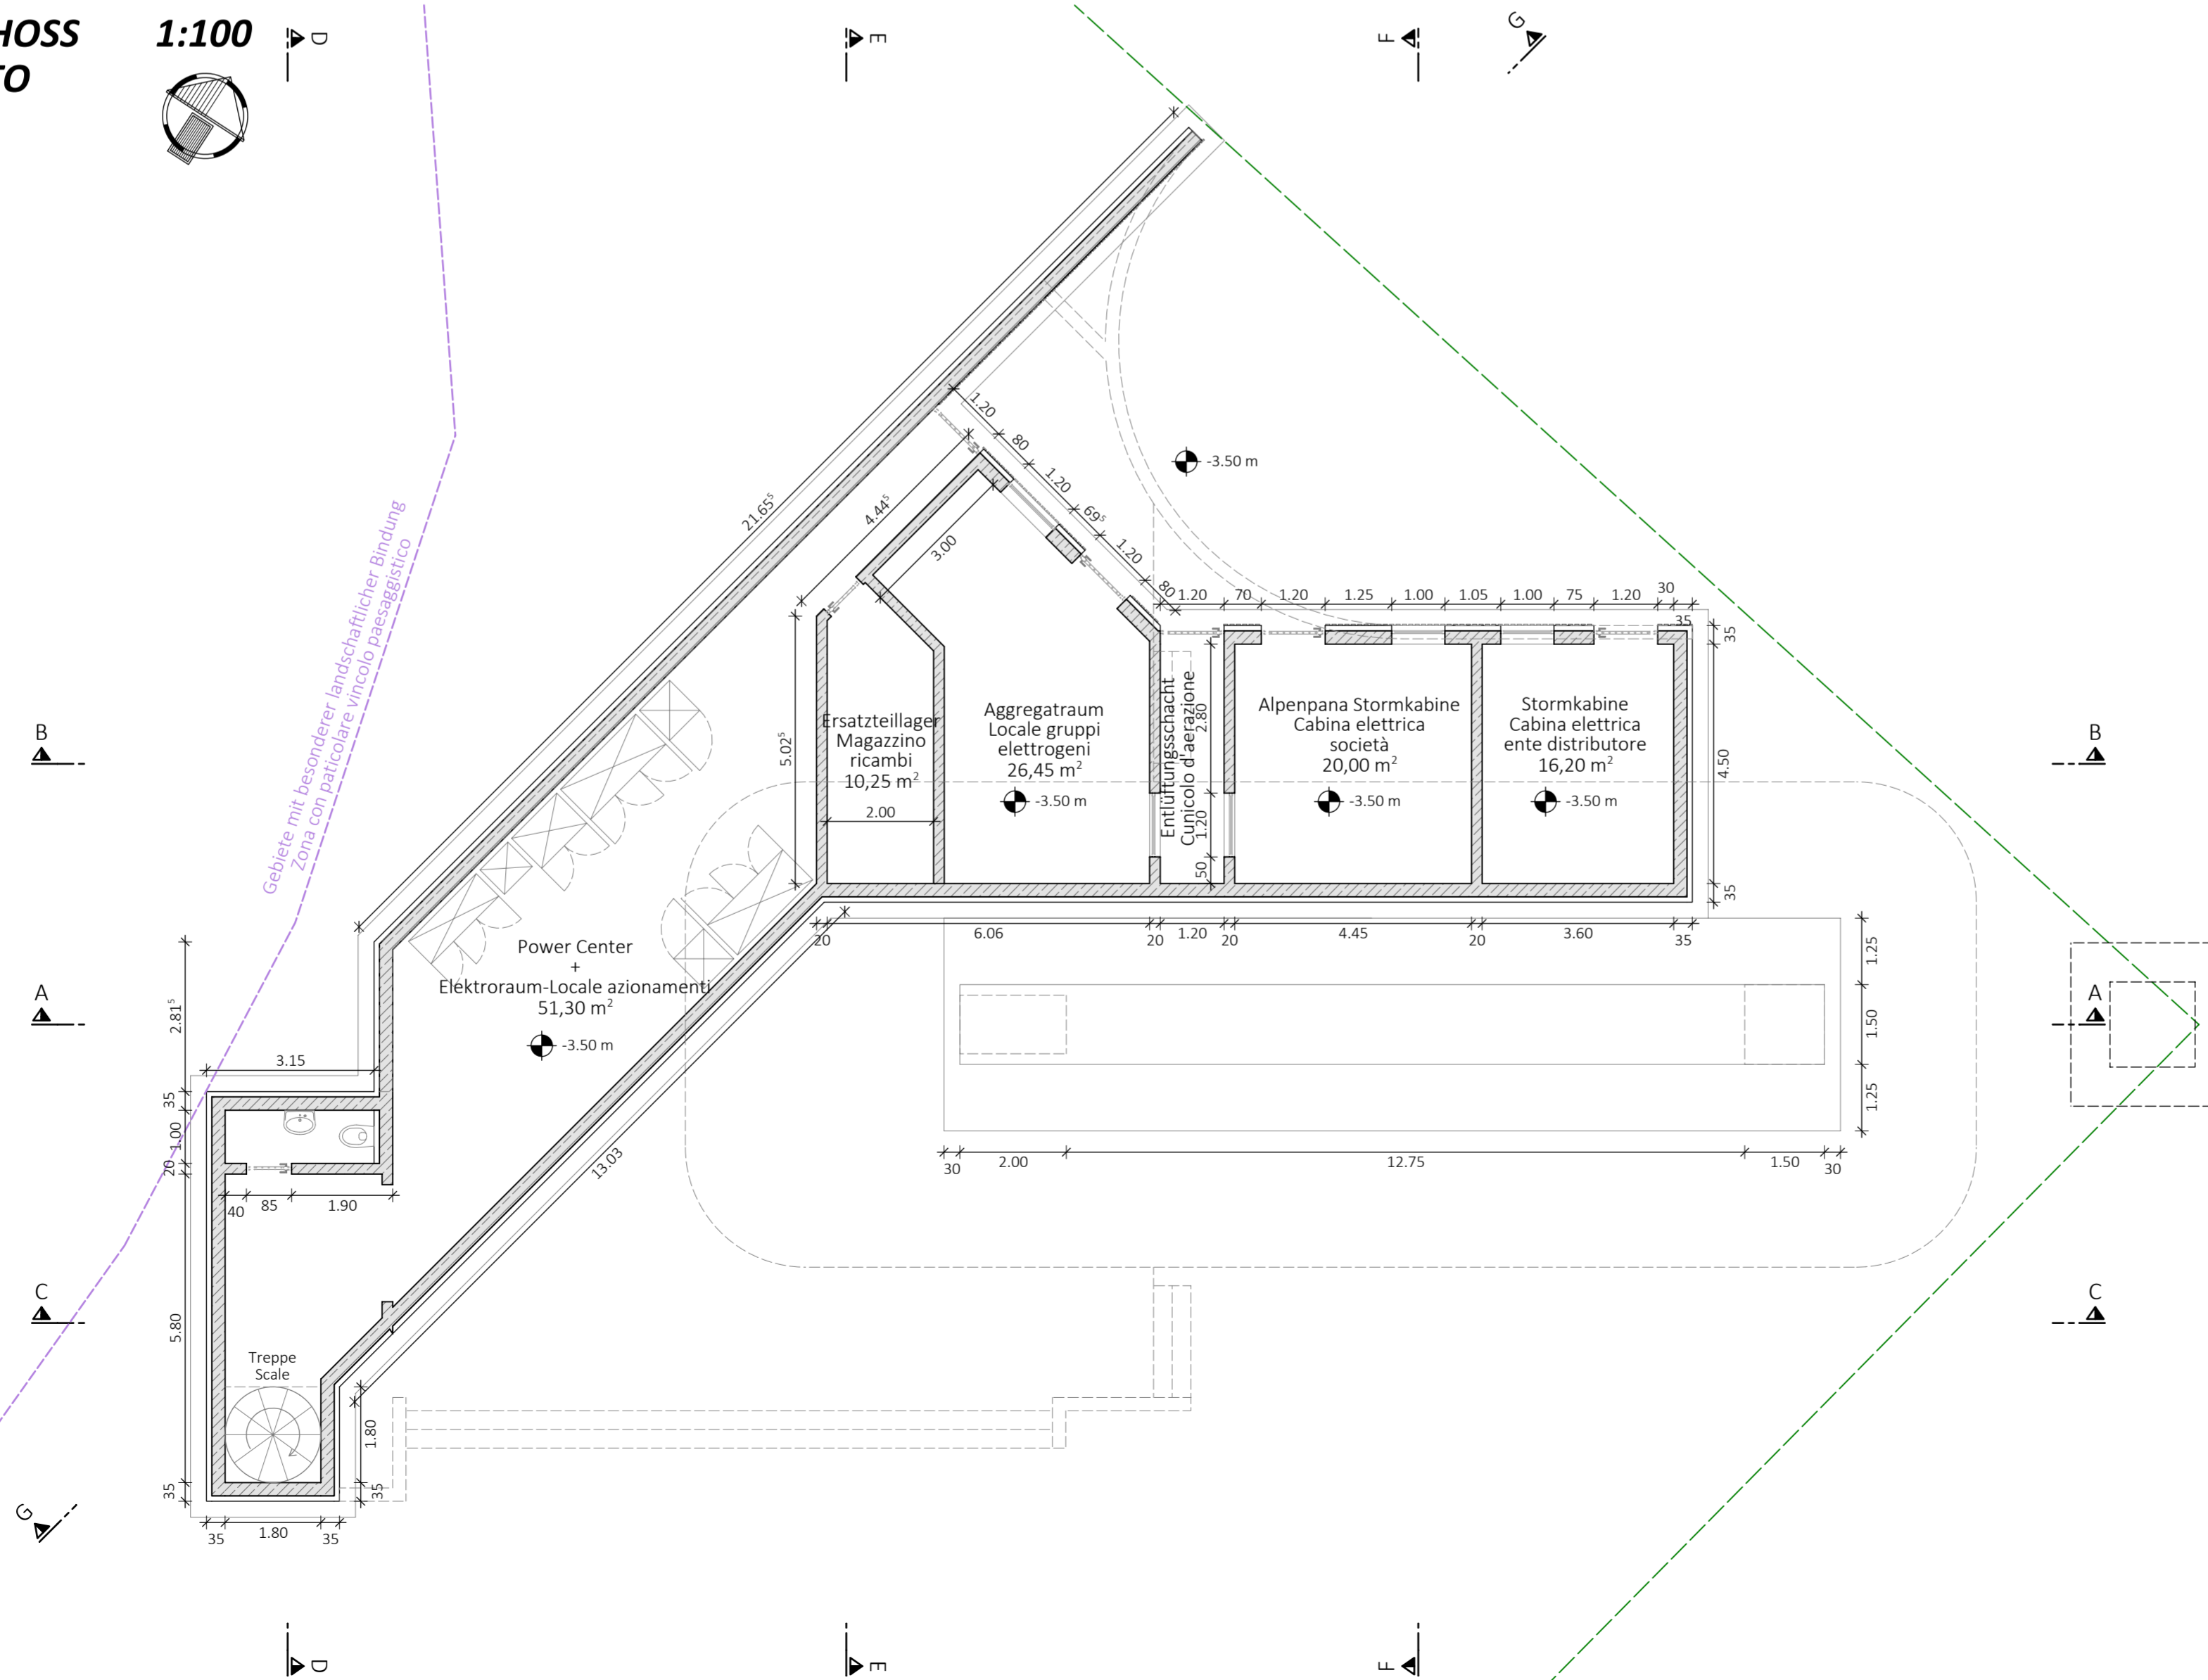 HOSS 1:100
TO
D
E
F
G
1.20
80
1.20
69⁵
1.20
80
-3.50 m
21.65⁵
4.44⁵
3.00
Gebiete mit besonderer landschaftlicher Bindung
Zona con paticolare vincolo paesaggistico
1.20
70
1.20
1.25
1.00
1.05
1.00
75
1.20
30
35
35
B
Ersatzteillager
Magazzino
ricambi
10,25 m²
2.00
5.02⁵
Aggregatraum
Locale gruppi
elettrogeni
26,45 m²
-3.50 m
Entlüftungsschacht
Cunicolo d'aerazione
2.80
1.20
50
Alpenpana Stormkabine
Cabina elettrica
società
20,00 m²
-3.50 m
Stormkabine
Cabina elettrica
ente distributore
16,20 m²
-3.50 m
4.50
35
B
20
6.06
20
1.20
20
4.45
20
3.60
35
Power Center
+
Elektroraum-Locale azionamenti
51,30 m²
-3.50 m
1.25
1.50
1.25
A
A
2.81⁵
3.15
35
1.00
20
40
85
1.90
13.03
30
2.00
12.75
1.50
30
C
C
5.80
Treppe
Scale
1.80
35
35
35
1.80
35
G
D
E
F